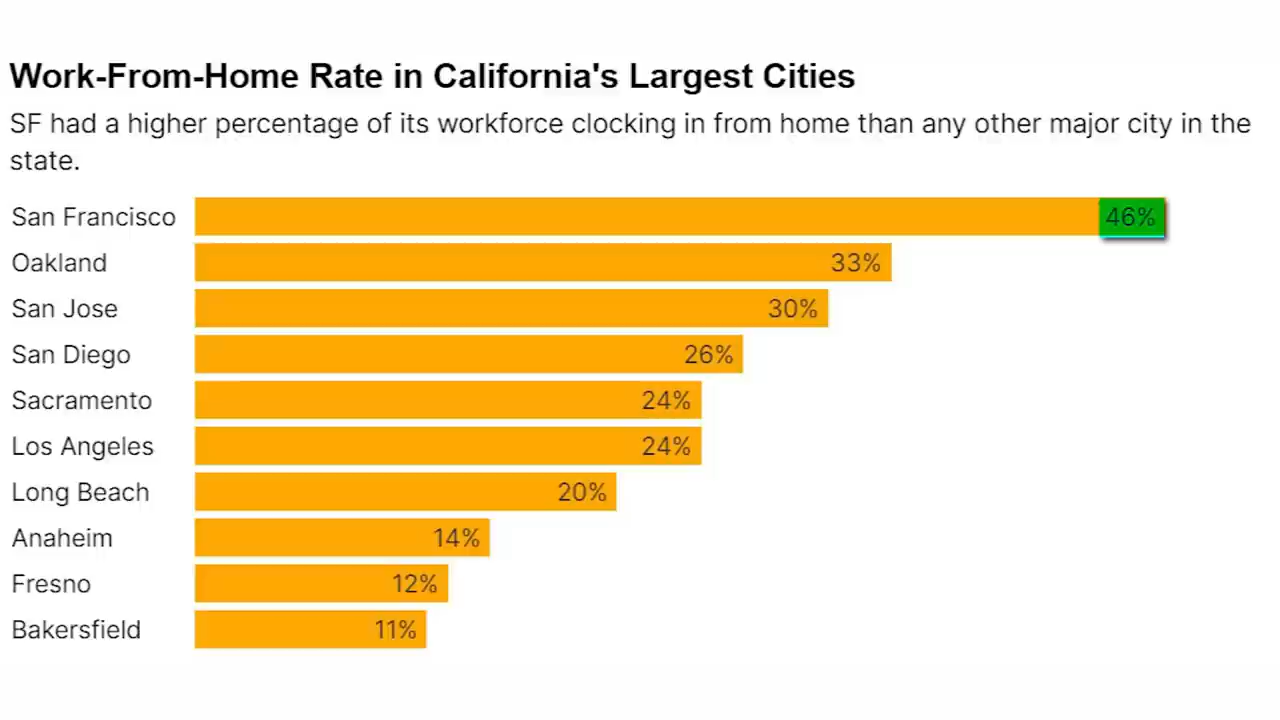 Work-From-Home Rate in California's Largest Cities
SF had a higher percentage of its workforce clocking in from home than any other major city in the
state.
San Francisco 46%
Oakland 33%
San Jose 30%
San Diego 26%
Sacramento 24%
Los Angeles 24%
Long Beach 20%
Anaheim 14%
Fresno 12%
Bakersfield 11%